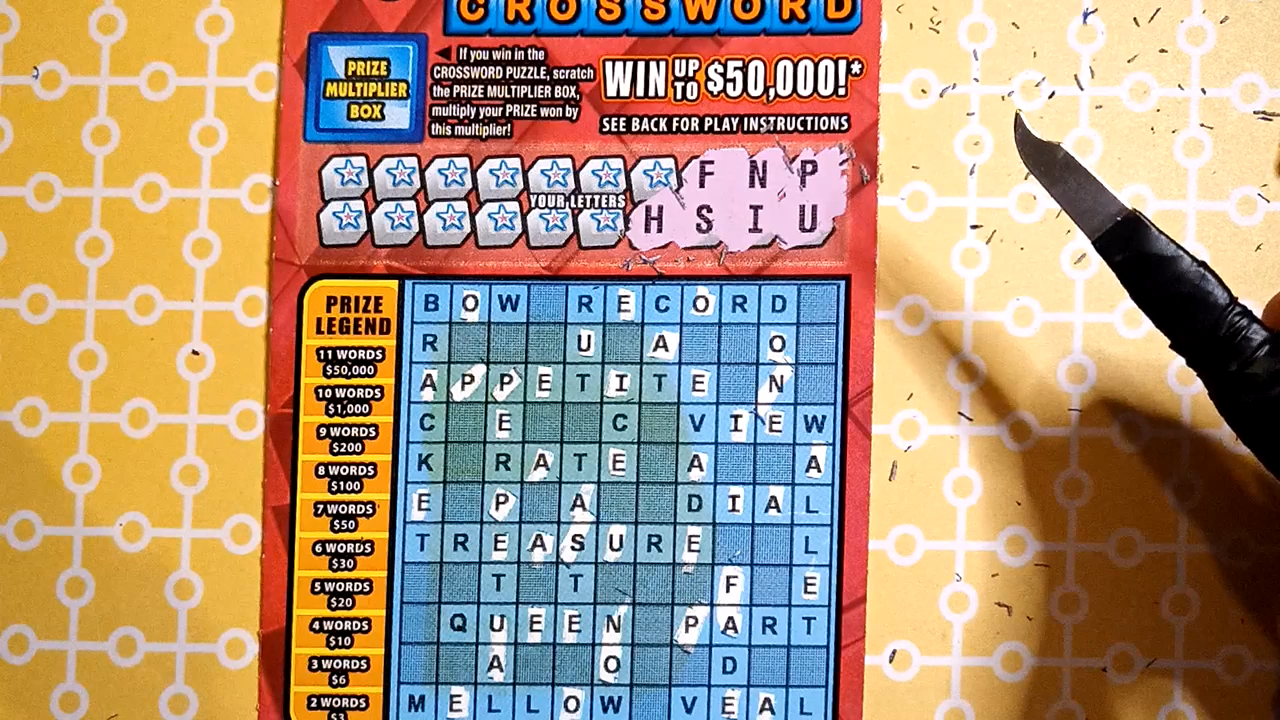 CROSSWORD
PRIZE
MULTIPLIER
BOX
If you win in the
CROSSWORD PUZZLE, scratch
the PRIZE MULTIPLIER BOX,
multiply your PRIZE won by
this multiplier!
WIN UP TO $50,000!*
SEE BACK FOR PLAY INSTRUCTIONS
F N P
YOUR LETTERS
H S I U
PRIZE
LEGEND
11 WORDS
$50,000
10 WORDS
$1,000
9 WORDS
$200
8 WORDS
$100
7 WORDS
$50
6 WORDS
$30
5 WORDS
$20
4 WORDS
$10
3 WORDS
$6
2 WORDS
$3
B O W R E C O R D
R U A O
A P P E T I T E N
C E C V I E W
K R A T E A A
E P A D I A L
T R E A S U R E L
T T F E
Q U E E N P A R T
A O D
M E L L O W V E A L